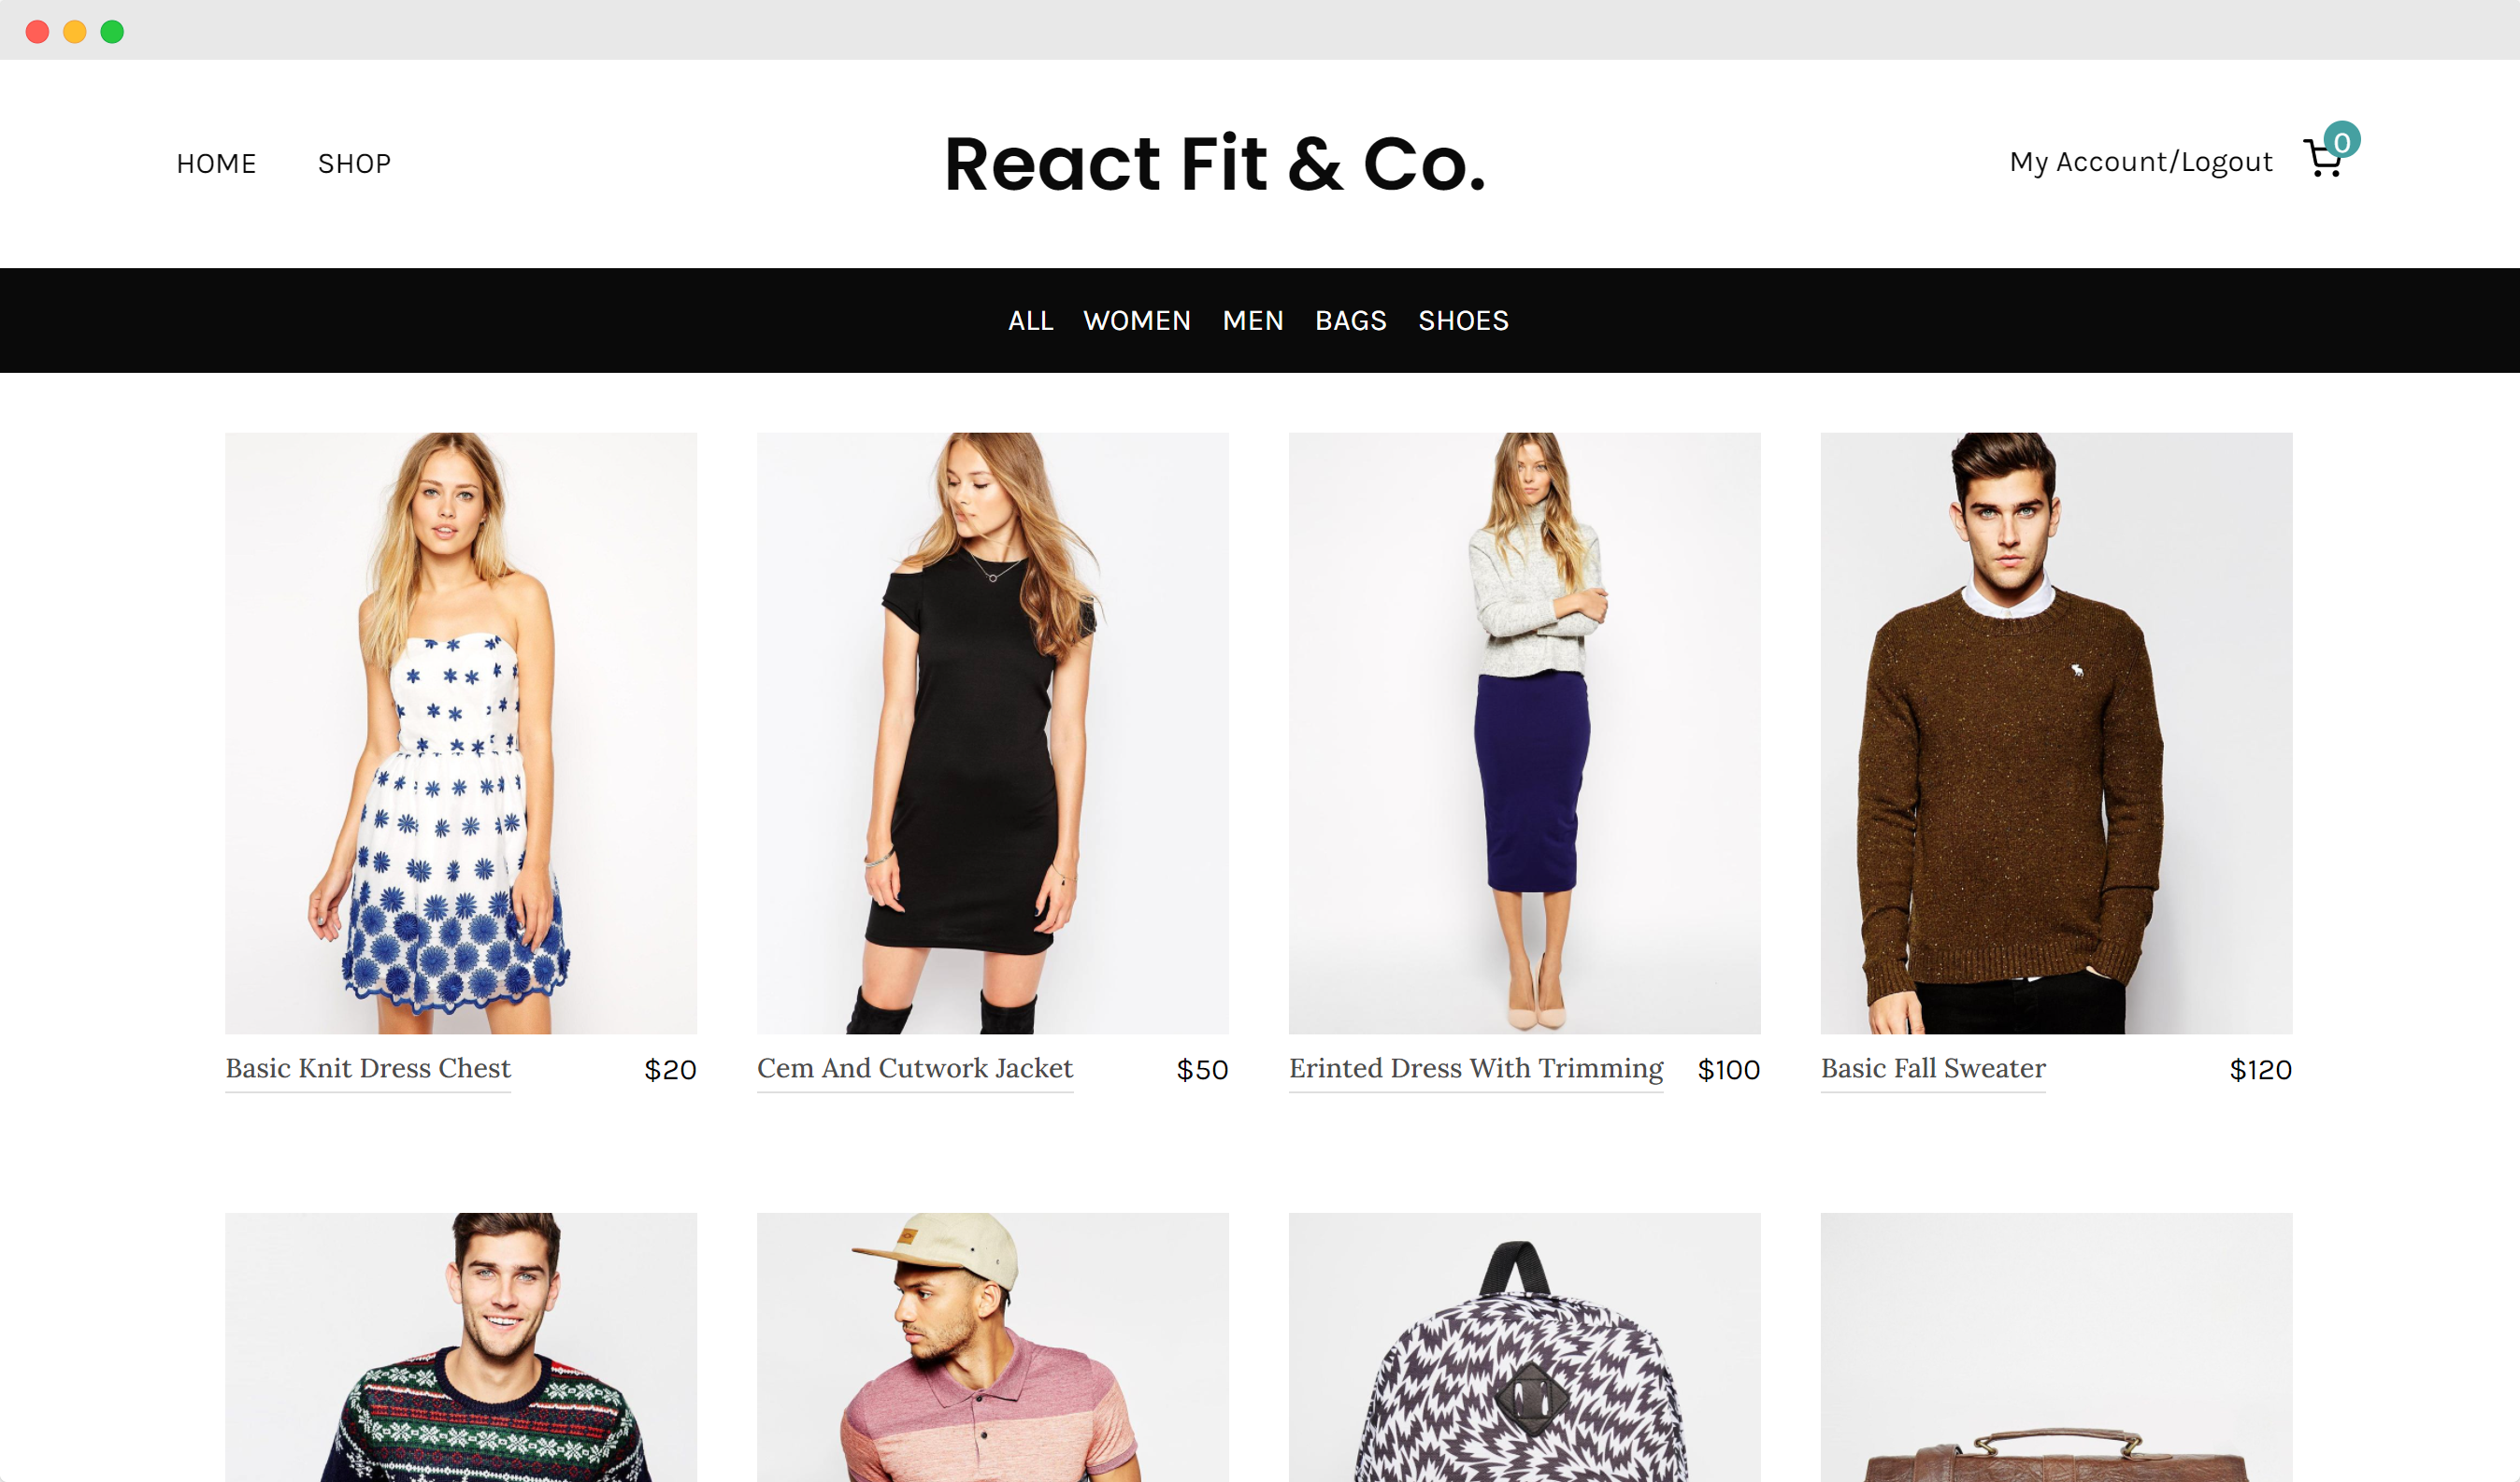 HOME SHOP React Fit & Co. My Account/Logout 0
ALL WOMEN MEN BAGS SHOES
Basic Knit Dress Chest $20 Cem And Cutwork Jacket $50 Erinted Dress With Trimming $100 Basic Fall Sweater $120